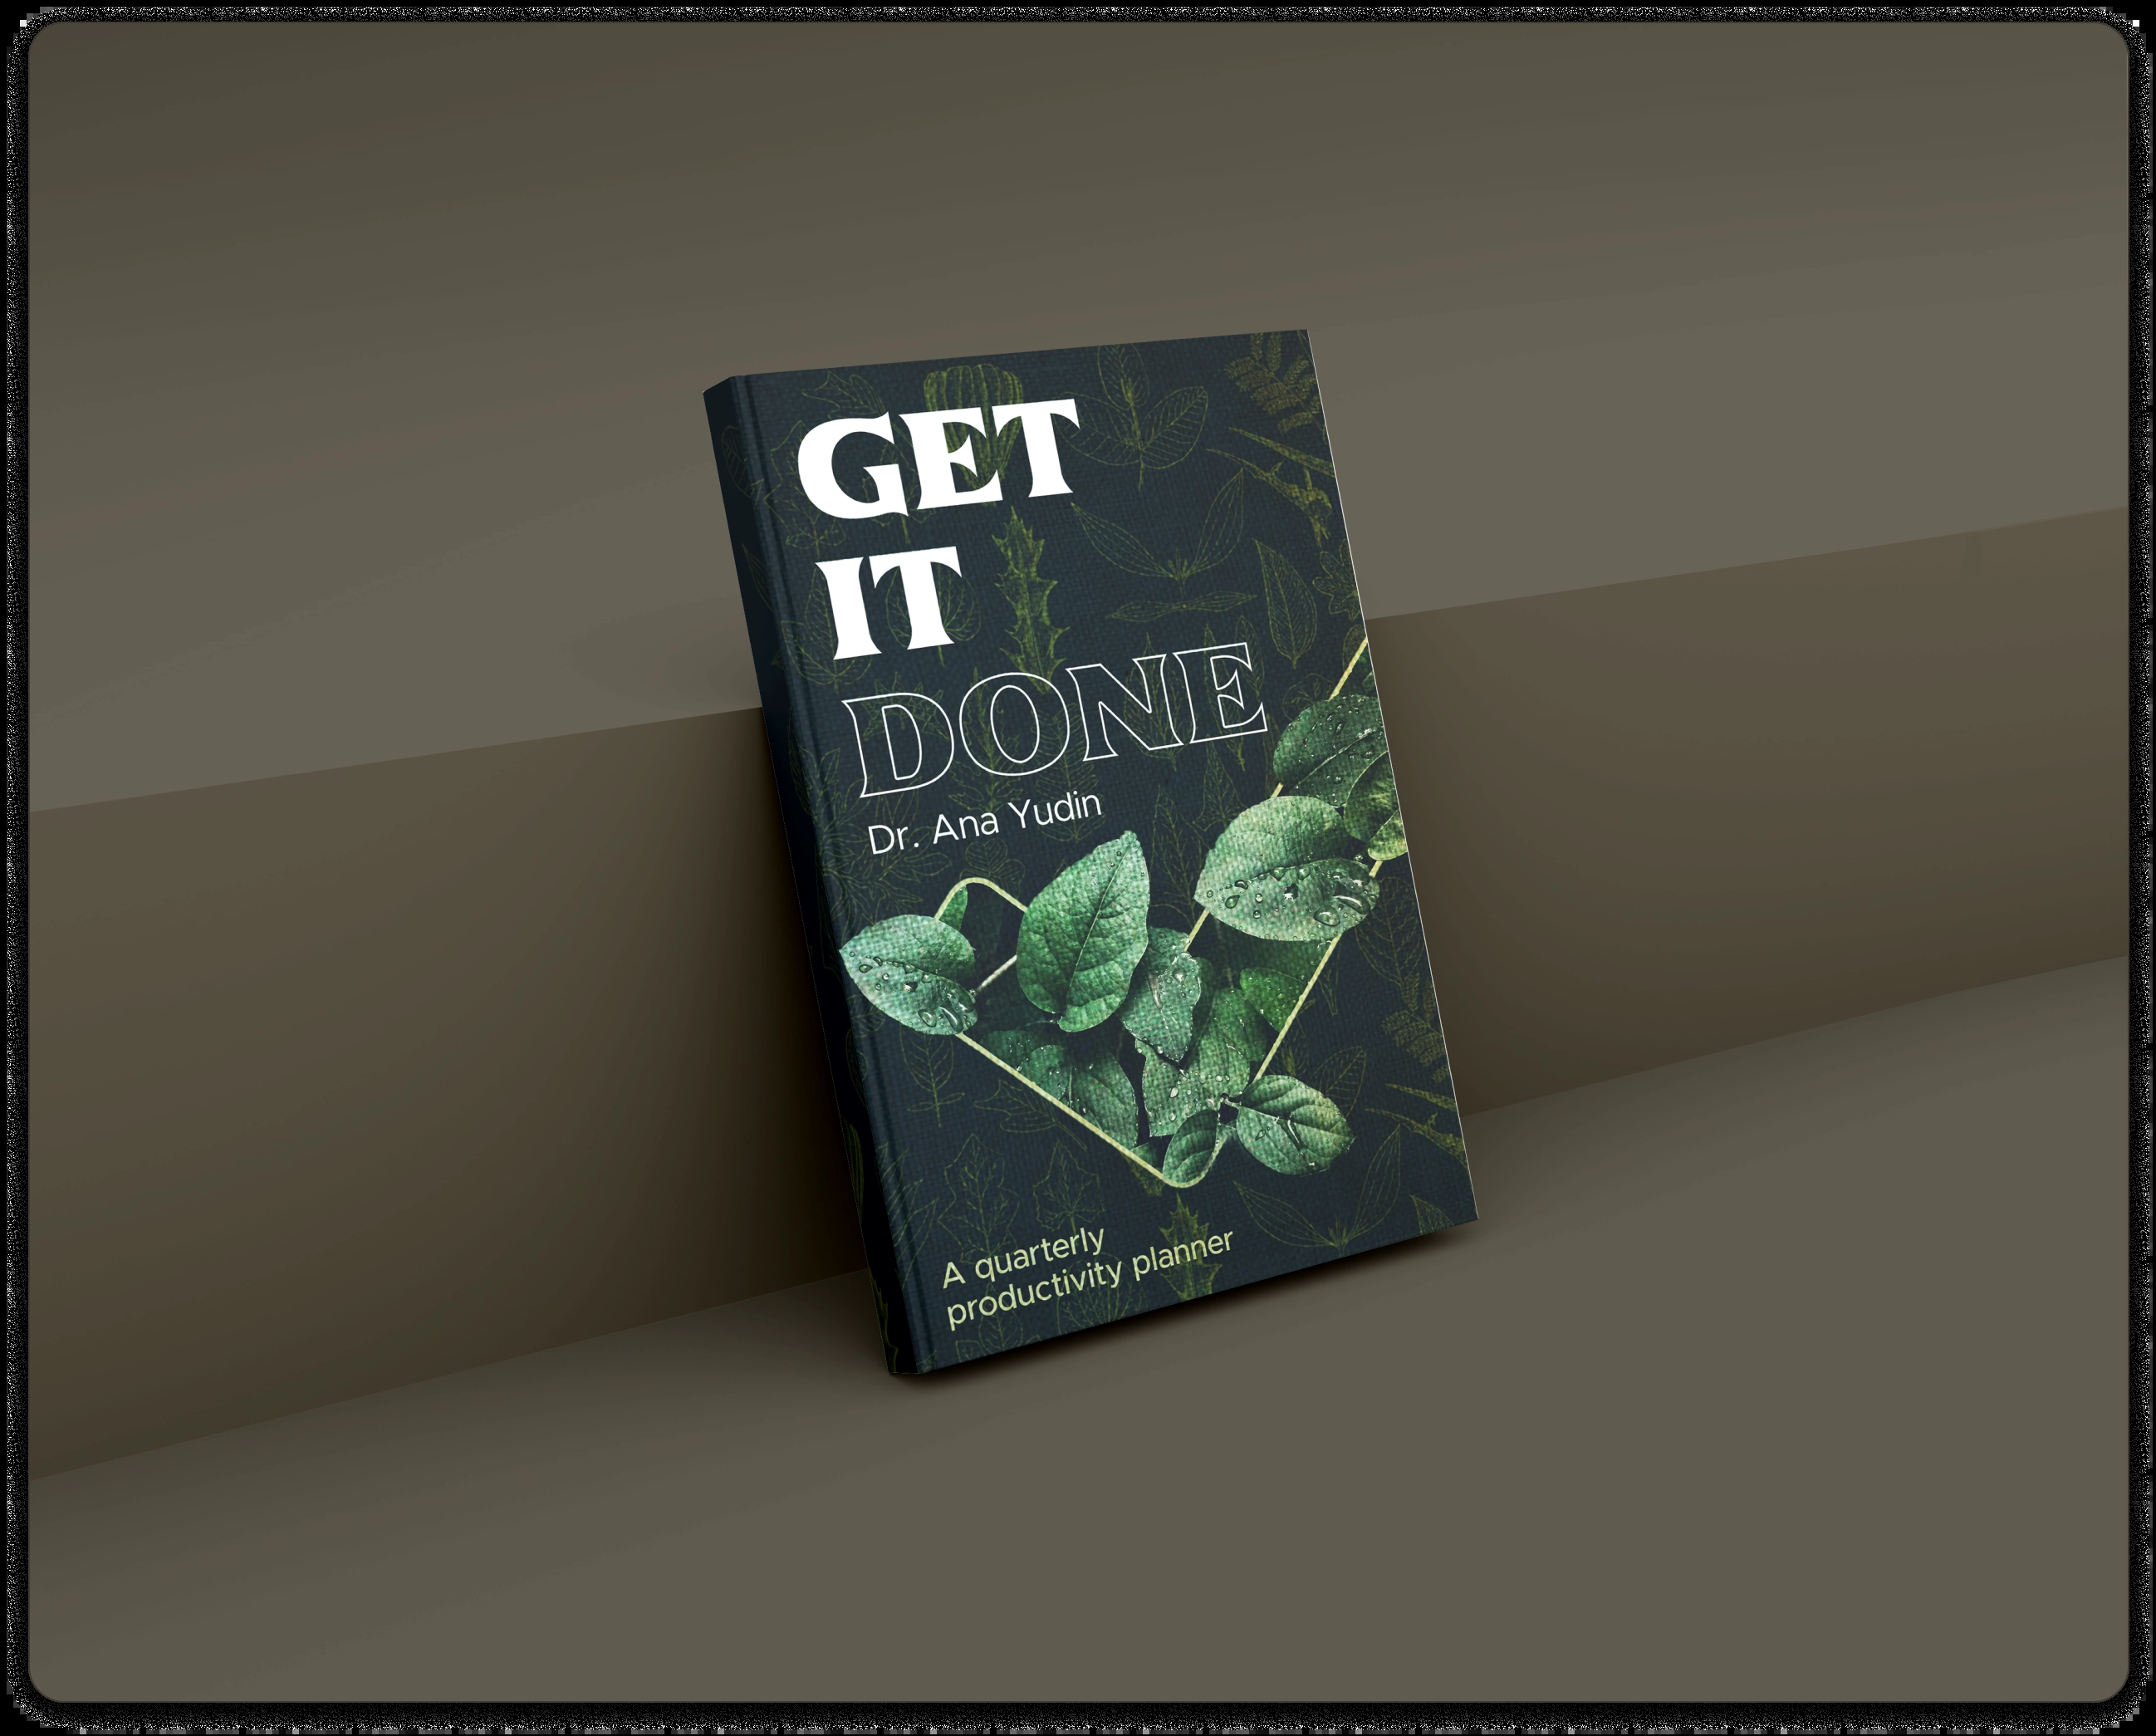 GET
IT
DONE
Dr. Ana Yudin
A quarterly
productivity planner